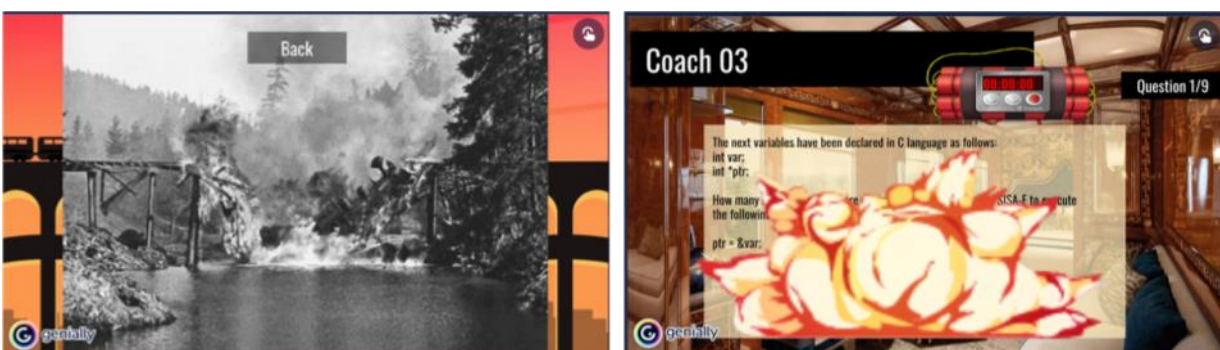 Back
genially
Coach 03
00:00:00
Question 1/9
The next variables have been declared in C language as follows:
int var;
int *ptr;
How many
SISA-F to
the
ptr = &var;
genially